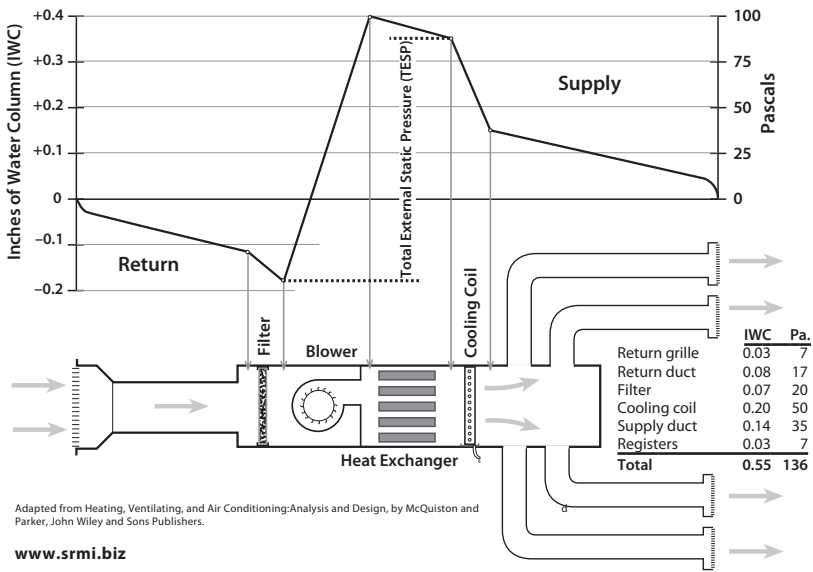 Inches of Water Column (IWC)
+0.4
+0.3
+0.2
+0.1
0
−0.1
−0.2
100
75
50
25
0
Pascals
Return
Supply
Total External Static Pressure (TESP)
Filter
Blower
Cooling Coil
Heat Exchanger
IWC Pa.
Return grille 0.03 7
Return duct 0.08 17
Filter 0.07 20
Cooling coil 0.20 50
Supply duct 0.14 35
Registers 0.03 7
Total 0.55 136
d
Adapted from Heating, Ventilating, and Air Conditioning:Analysis and Design, by McQuiston and
Parker, John Wiley and Sons Publishers.
www.srmi.biz